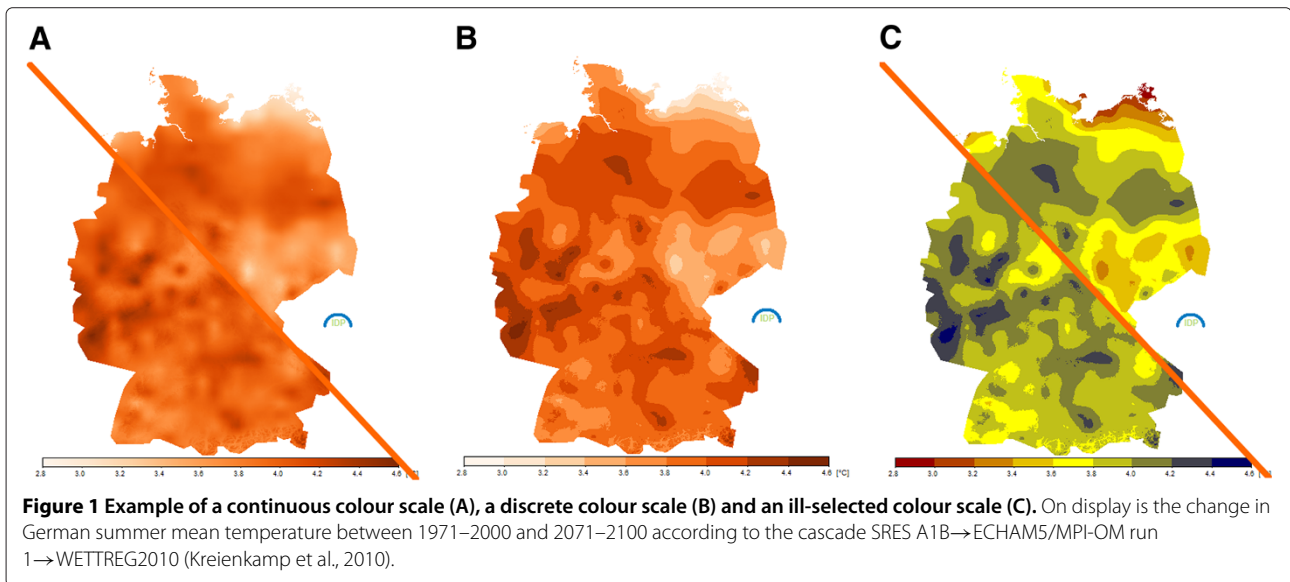 A
B
C
IDP
IDP
IDP
2.8 3.0 3.2 3.4 3.6 3.8 4.0 4.2 4.4 4.6
2.8 3.0 3.2 3.4 3.6 3.8 4.0 4.2 4.4 4.6 [°C]
2.8 3.0 3.2 3.4 3.6 3.8 4.0 4.2 4.4 4.6
Figure 1 Example of a continuous colour scale (A), a discrete colour scale (B) and an ill-selected colour scale (C). On display is the change in
German summer mean temperature between 1971–2000 and 2071–2100 according to the cascade SRES A1B→ECHAM5/MPI-OM run
1→WETTREG2010 (Kreienkamp et al., 2010).